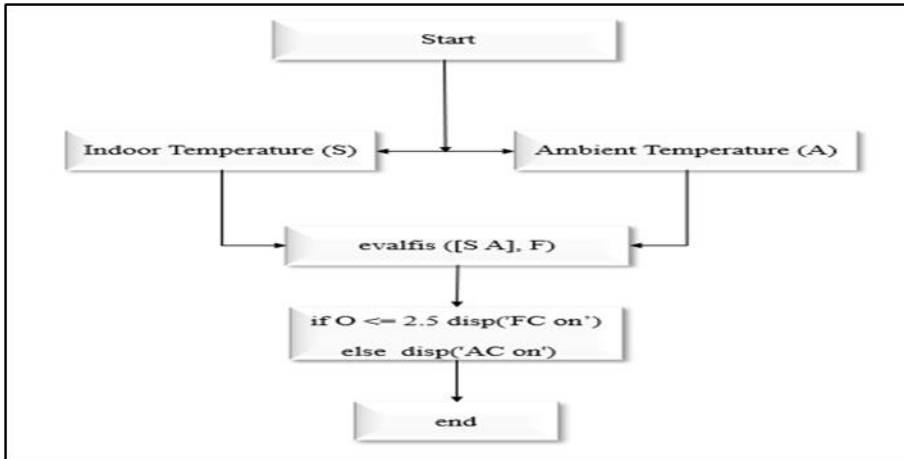 Start
Indoor Temperature (S)
Ambient Temperature (A)
evalfis ([S A], F)
if O <= 2.5 disp('FC on')
else disp('AC on')
end